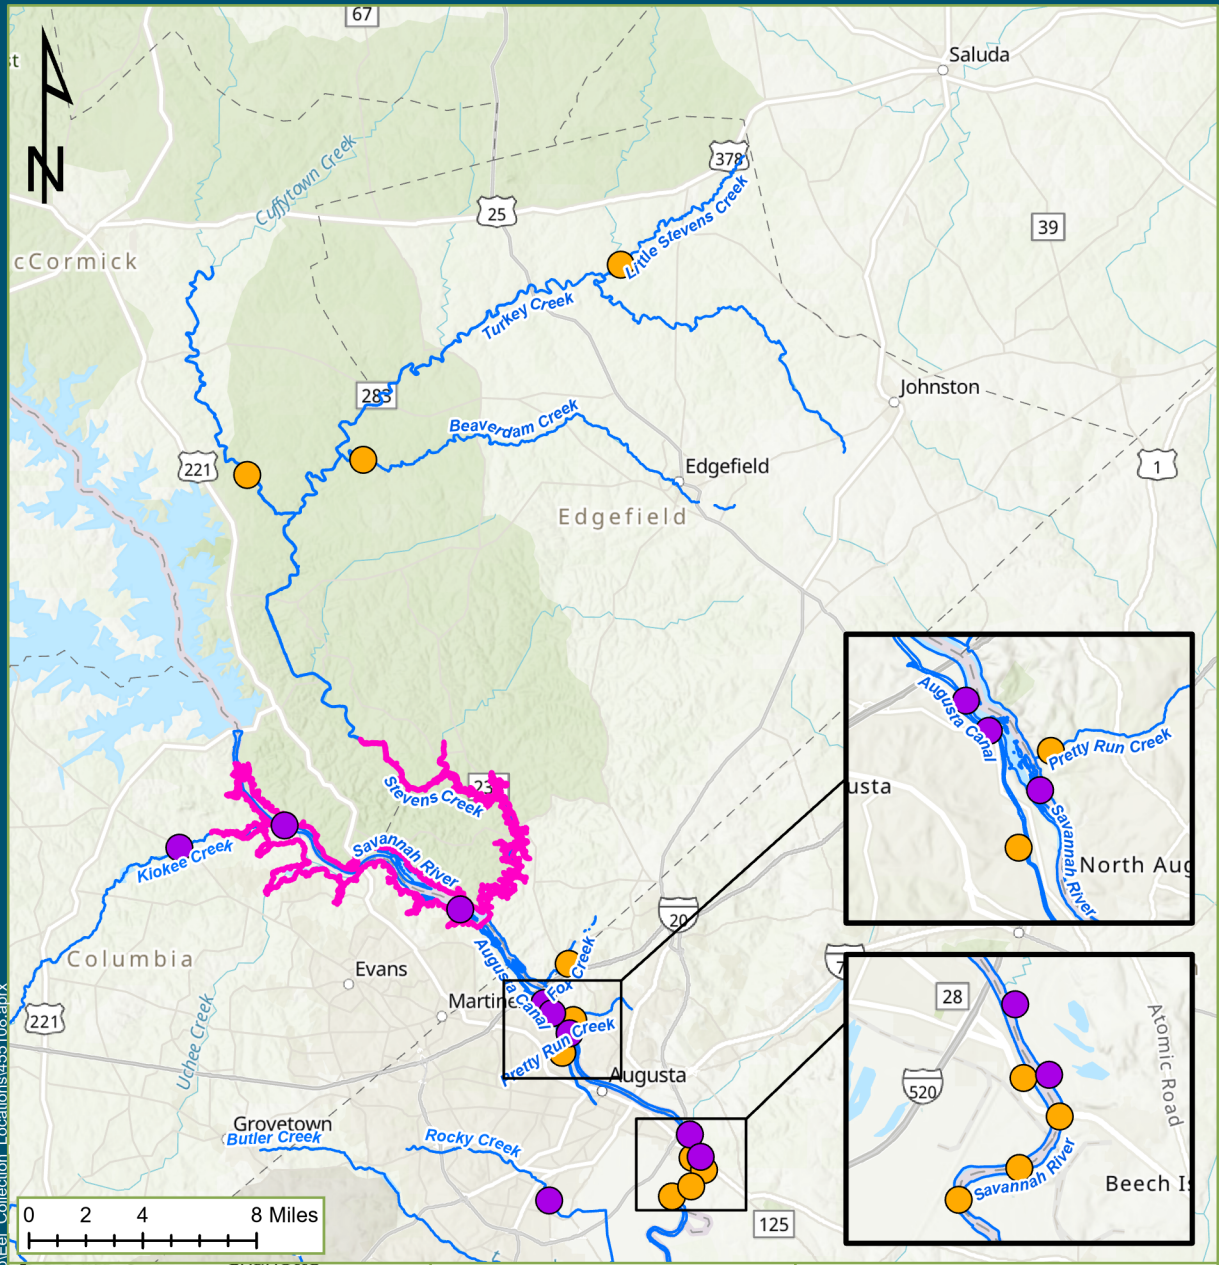 67
Saluda
N
Cuffytown Creek
378
25
Little Stevens Creek
39
cCormick
Turkey Creek
283
Johnston
Beaverdam Creek
221
Edgefield
1
Edgefield
23
Stevens Creek
Augusta Canal
Pretty Run Creek
usta
Savannah River
North Aug
Savannah River
Kiokee Creek
20
Columbia
Evans
Augusta Canal
Fox Creek
7
Martine
221
Uchee Creek
Pretty Run Creek
Augusta
28
Atomic Road
520
Savannah River
Beech Is
Grovetown
Butler Creek
Rocky Creek
125
0 2 4 8 Miles